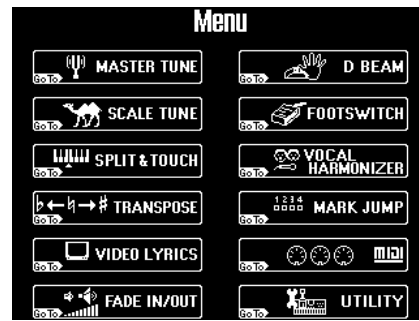 Menu
GoTo MASTER TUNE
GoTo D BEAM
GoTo SCALE TUNE
GoTo FOOTSWITCH
GoTo SPLIT & TOUCH
GoTo VOCAL
HARMONIZER
GoTo TRANSPOSE
GoTo 1234 MARK JUMP
GoTo VIDEO LYRICS
GoTo MIDI
GoTo FADE IN/OUT
GoTo UTILITY